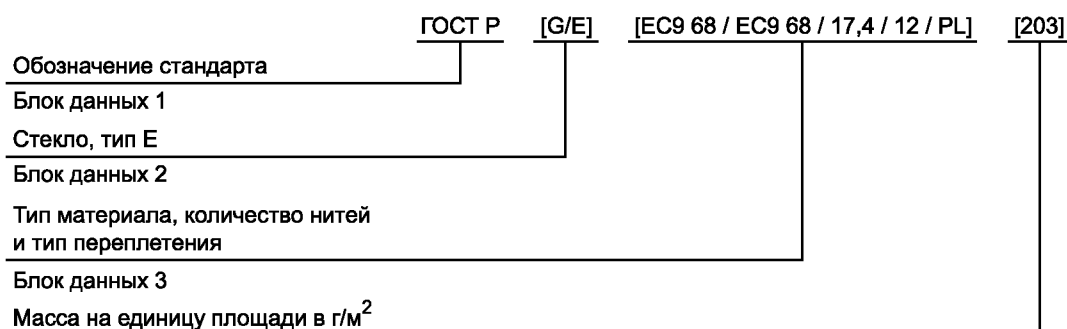 ГОСТ Р [G/E] [EC9 68 / EC9 68 / 17,4 / 12 / PL] [203]
Обозначение стандарта
Блок данных 1
Стекло, тип Е
Блок данных 2
Тип материала, количество нитей
и тип переплетения
Блок данных 3
Масса на единицу площади в г/м²